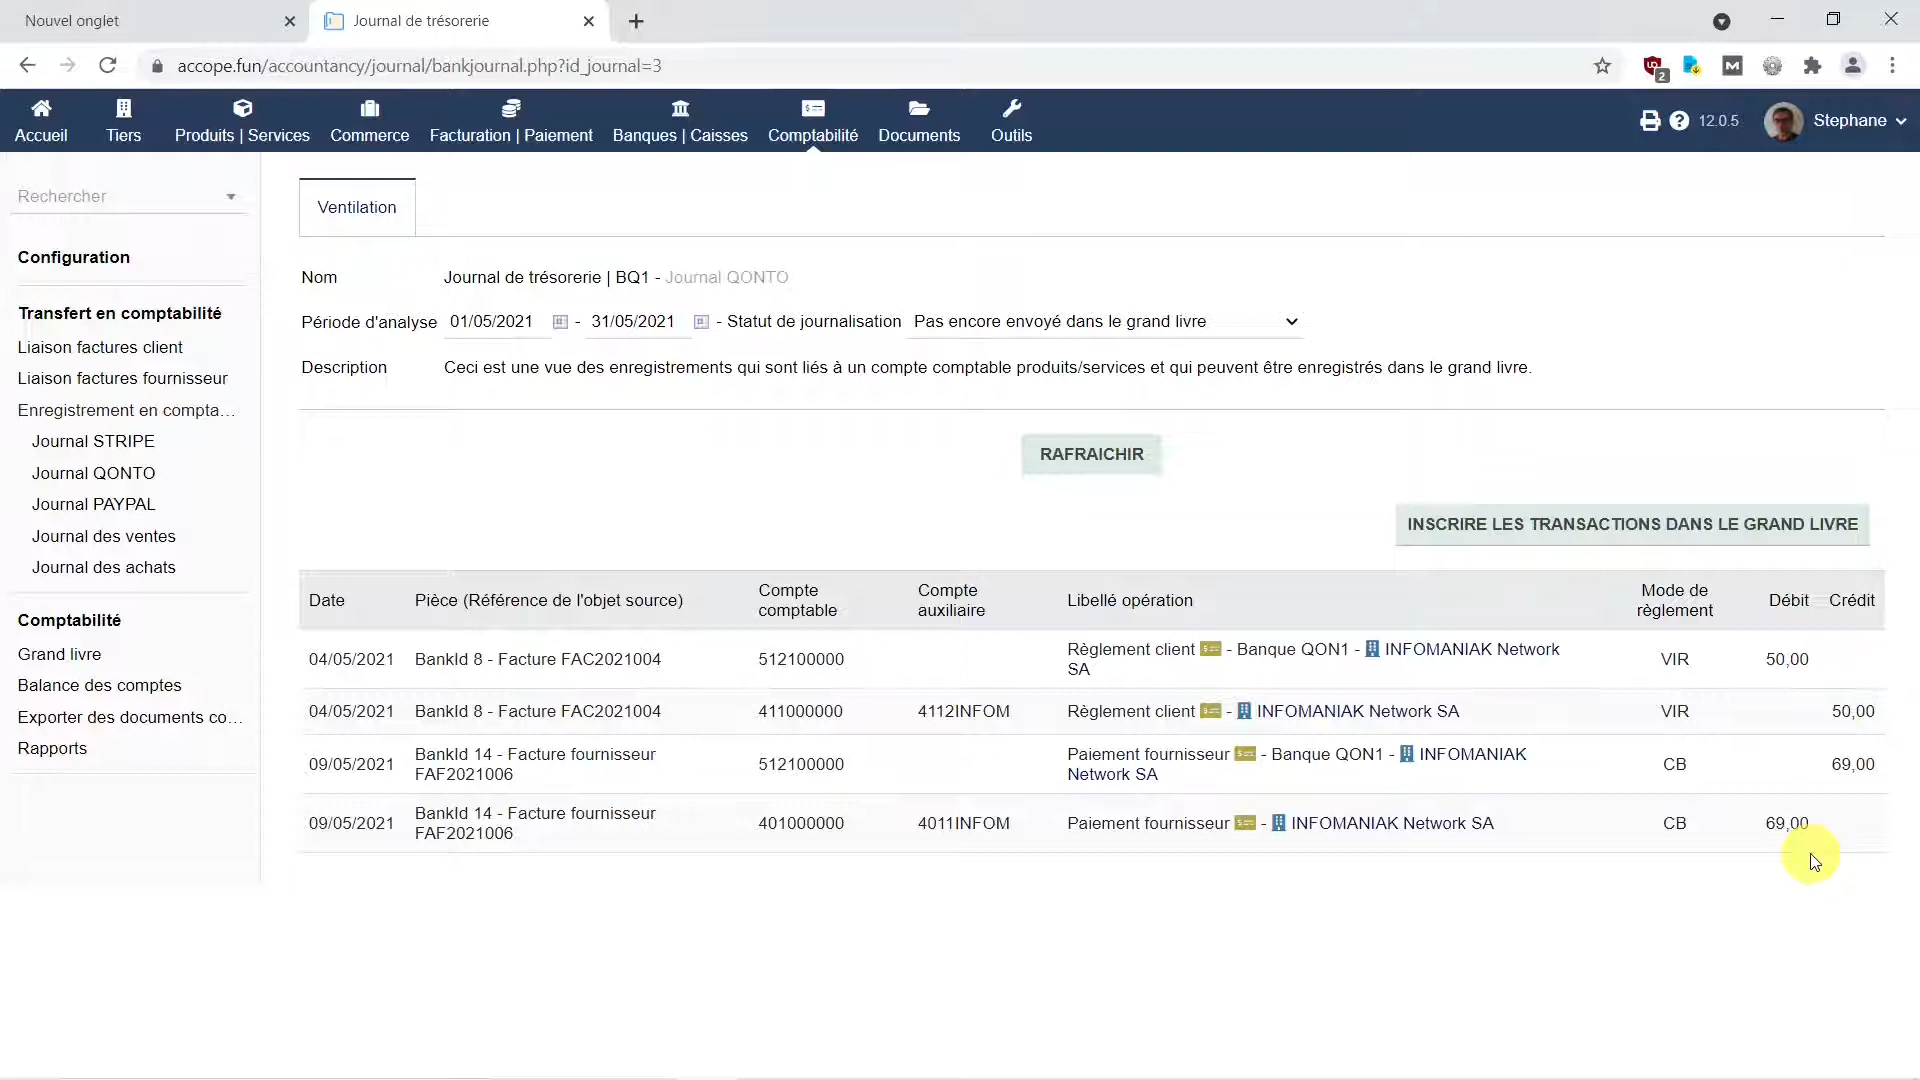 Nouvel onglet
Journal de trésorerie
accope.fun/accountancy/journal/bankjournal.php?id_journal=3
2
Accueil
Tiers
Produits | Services
Commerce
Facturation | Paiement
Banques | Caisses
Comptabilité
Documents
Outils
12.0.5
Stephane
Rechercher
Configuration
Transfert en comptabilité
Liaison factures client
Liaison factures fournisseur
Enregistrement en compta...
Journal STRIPE
Journal QONTO
Journal PAYPAL
Journal des ventes
Journal des achats
Comptabilité
Grand livre
Balance des comptes
Exporter des documents co...
Rapports
Ventilation
Nom Journal de trésorerie | BQ1 - Journal QONTO
Période d'analyse 01/05/2021 - 31/05/2021 - Statut de journalisation Pas encore envoyé dans le grand livre
Description Ceci est une vue des enregistrements qui sont liés à un compte comptable produits/services et qui peuvent être enregistrés dans le grand livre.
RAFRAICHIR
INSCRIRE LES TRANSACTIONS DANS LE GRAND LIVRE
Date Pièce (Référence de l'objet source) Compte comptable Compte auxiliaire Libellé opération Mode de règlement Débit Crédit
04/05/2021 BankId 8 - Facture FAC2021004 512100000 Règlement client - Banque QON1 - INFOMANIAK Network SA VIR 50,00
04/05/2021 BankId 8 - Facture FAC2021004 411000000 4112INFOM Règlement client - INFOMANIAK Network SA VIR 50,00
09/05/2021 BankId 14 - Facture fournisseur FAF2021006 512100000 Paiement fournisseur - Banque QON1 - INFOMANIAK Network SA CB 69,00
09/05/2021 BankId 14 - Facture fournisseur FAF2021006 401000000 4011INFOM Paiement fournisseur - INFOMANIAK Network SA CB 69,00